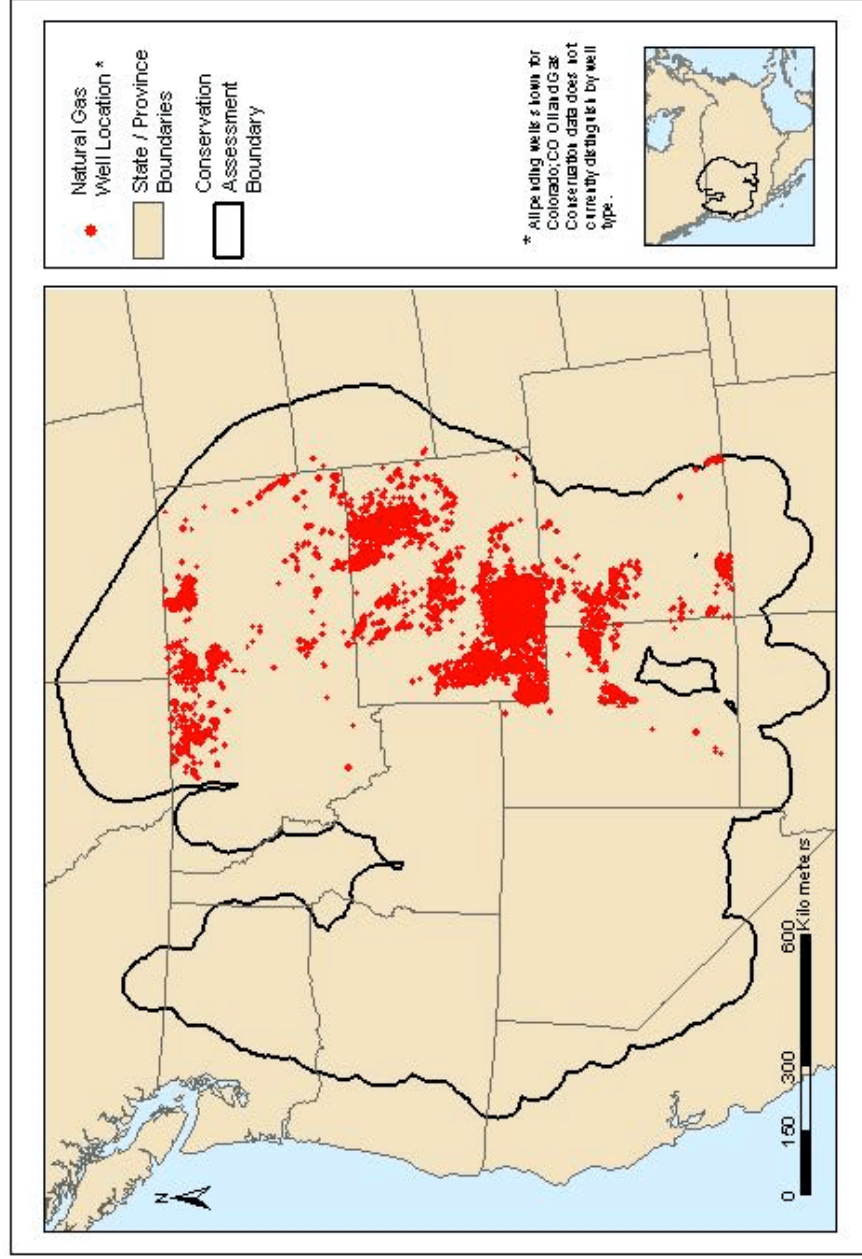 Natural Gas
Well Location *
State / Province
Boundaries
Conservation
Assessment
Boundary
* All pending wells shown for
Colorado; CO Oil and Gas
Conservation data does not
currently distinguish by well
type.
N
0 150 300 600
Kilometers